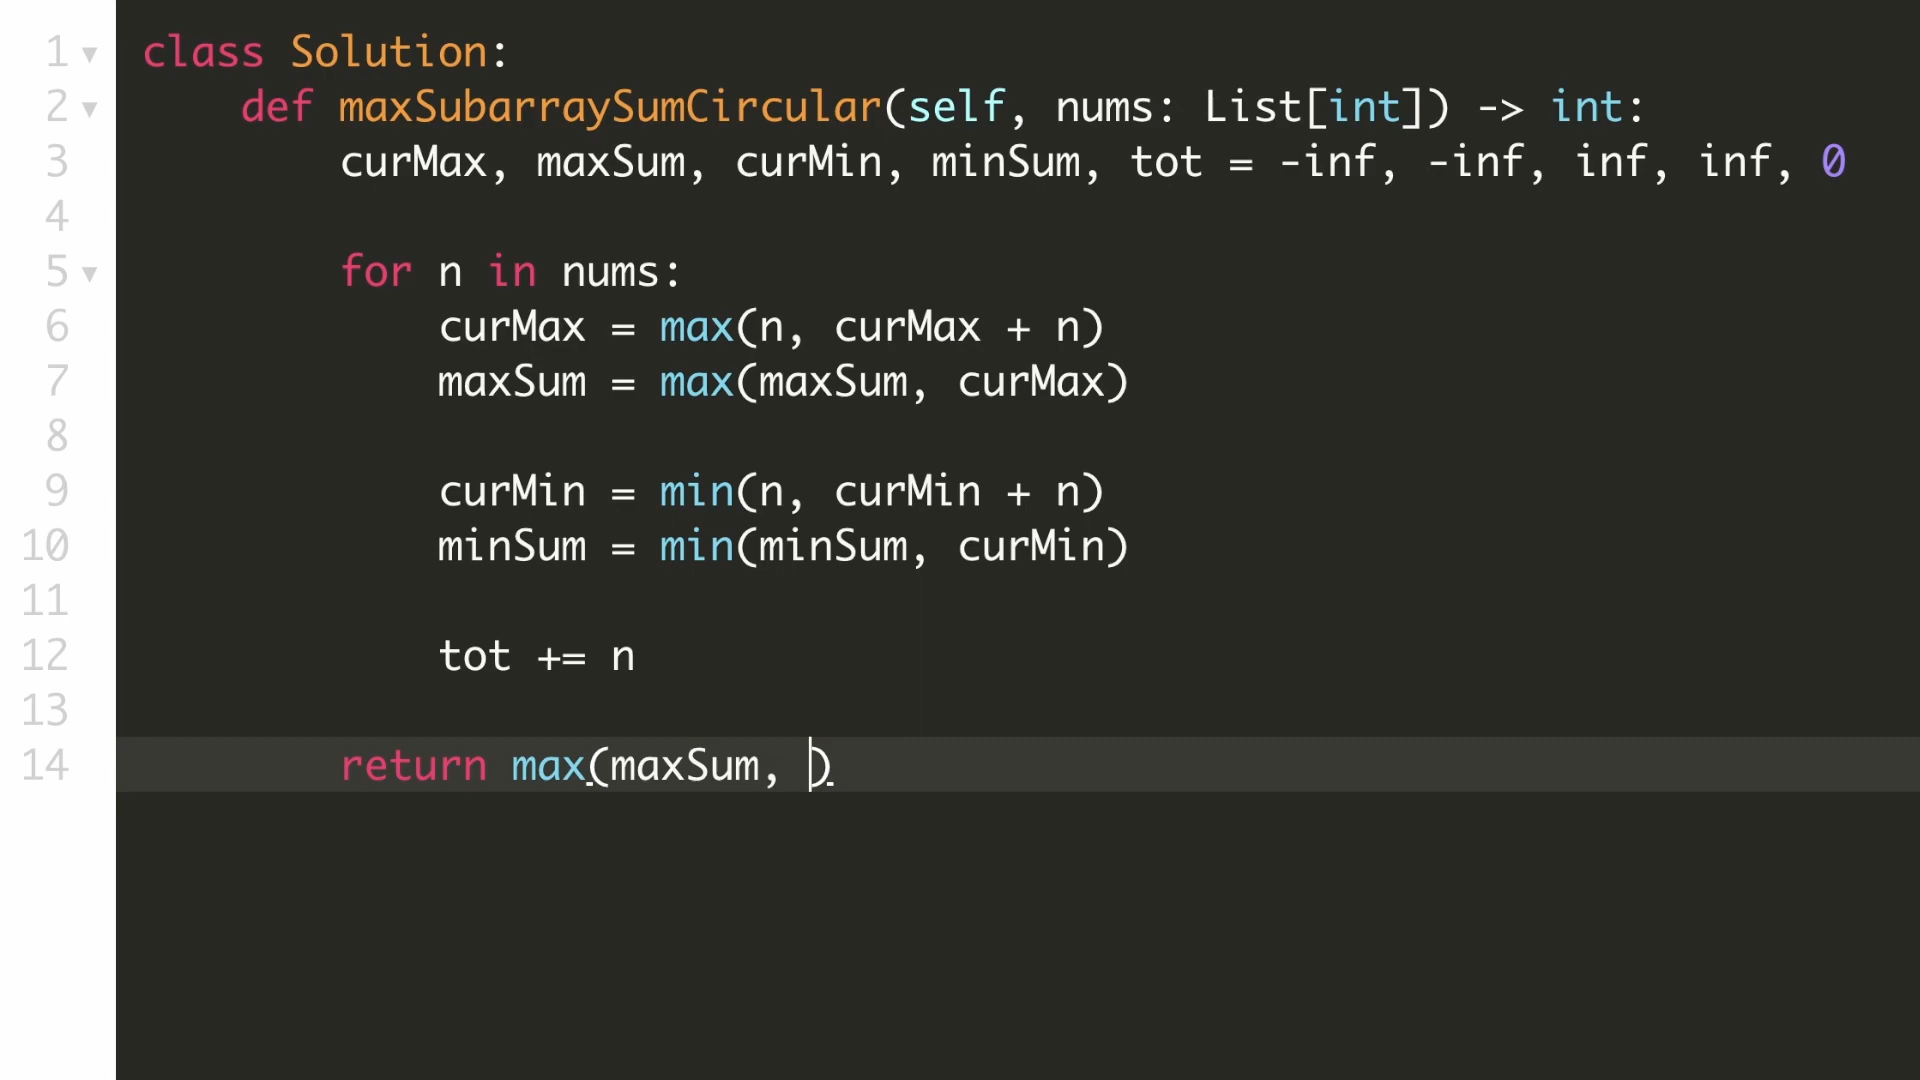 1 class Solution:
2 def maxSubarraySumCircular(self, nums: List[int]) -> int:
3 curMax, maxSum, curMin, minSum, tot = -inf, -inf, inf, inf, 0
4
5 for n in nums:
6 curMax = max(n, curMax + n)
7 maxSum = max(maxSum, curMax)
8
9 curMin = min(n, curMin + n)
10 minSum = min(minSum, curMin)
11
12 tot += n
13
14 return max(maxSum, )